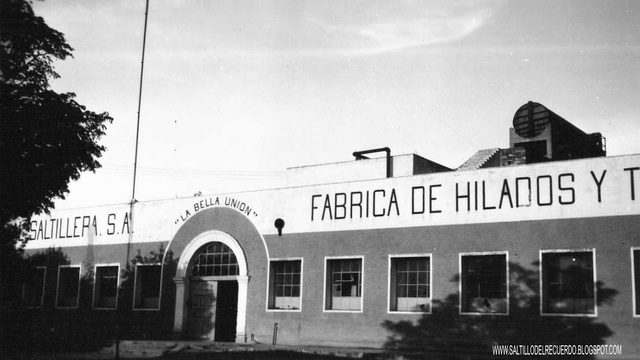 SALTILLERA, S.A.
"LA BELLA UNION"
FABRICA DE HILADOS Y T
WWW.SALTILLODELRECUERDO.BLOGSPOT.COM